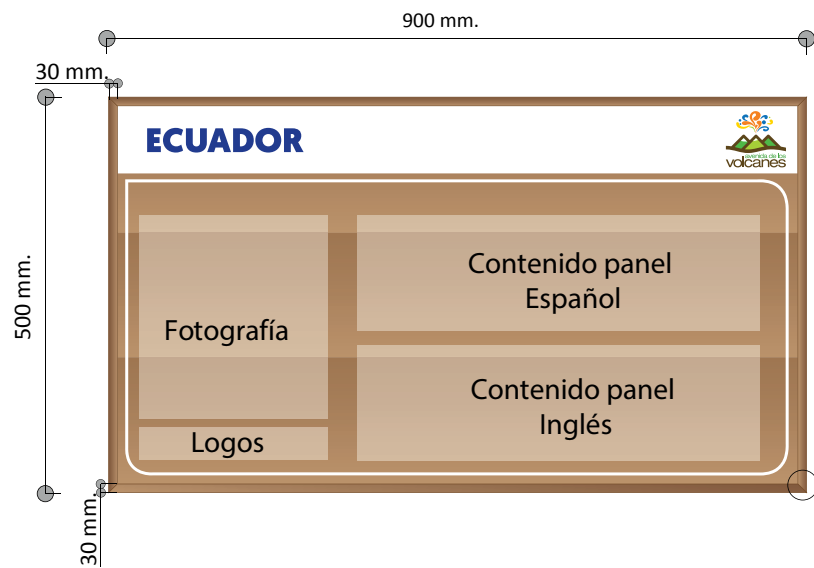 900 mm.
30 mm.
ECUADOR
avenida de los
volcanes
500 mm.
Contenido panel
Español
Fotografía
Contenido panel
Inglés
Logos
30 mm.